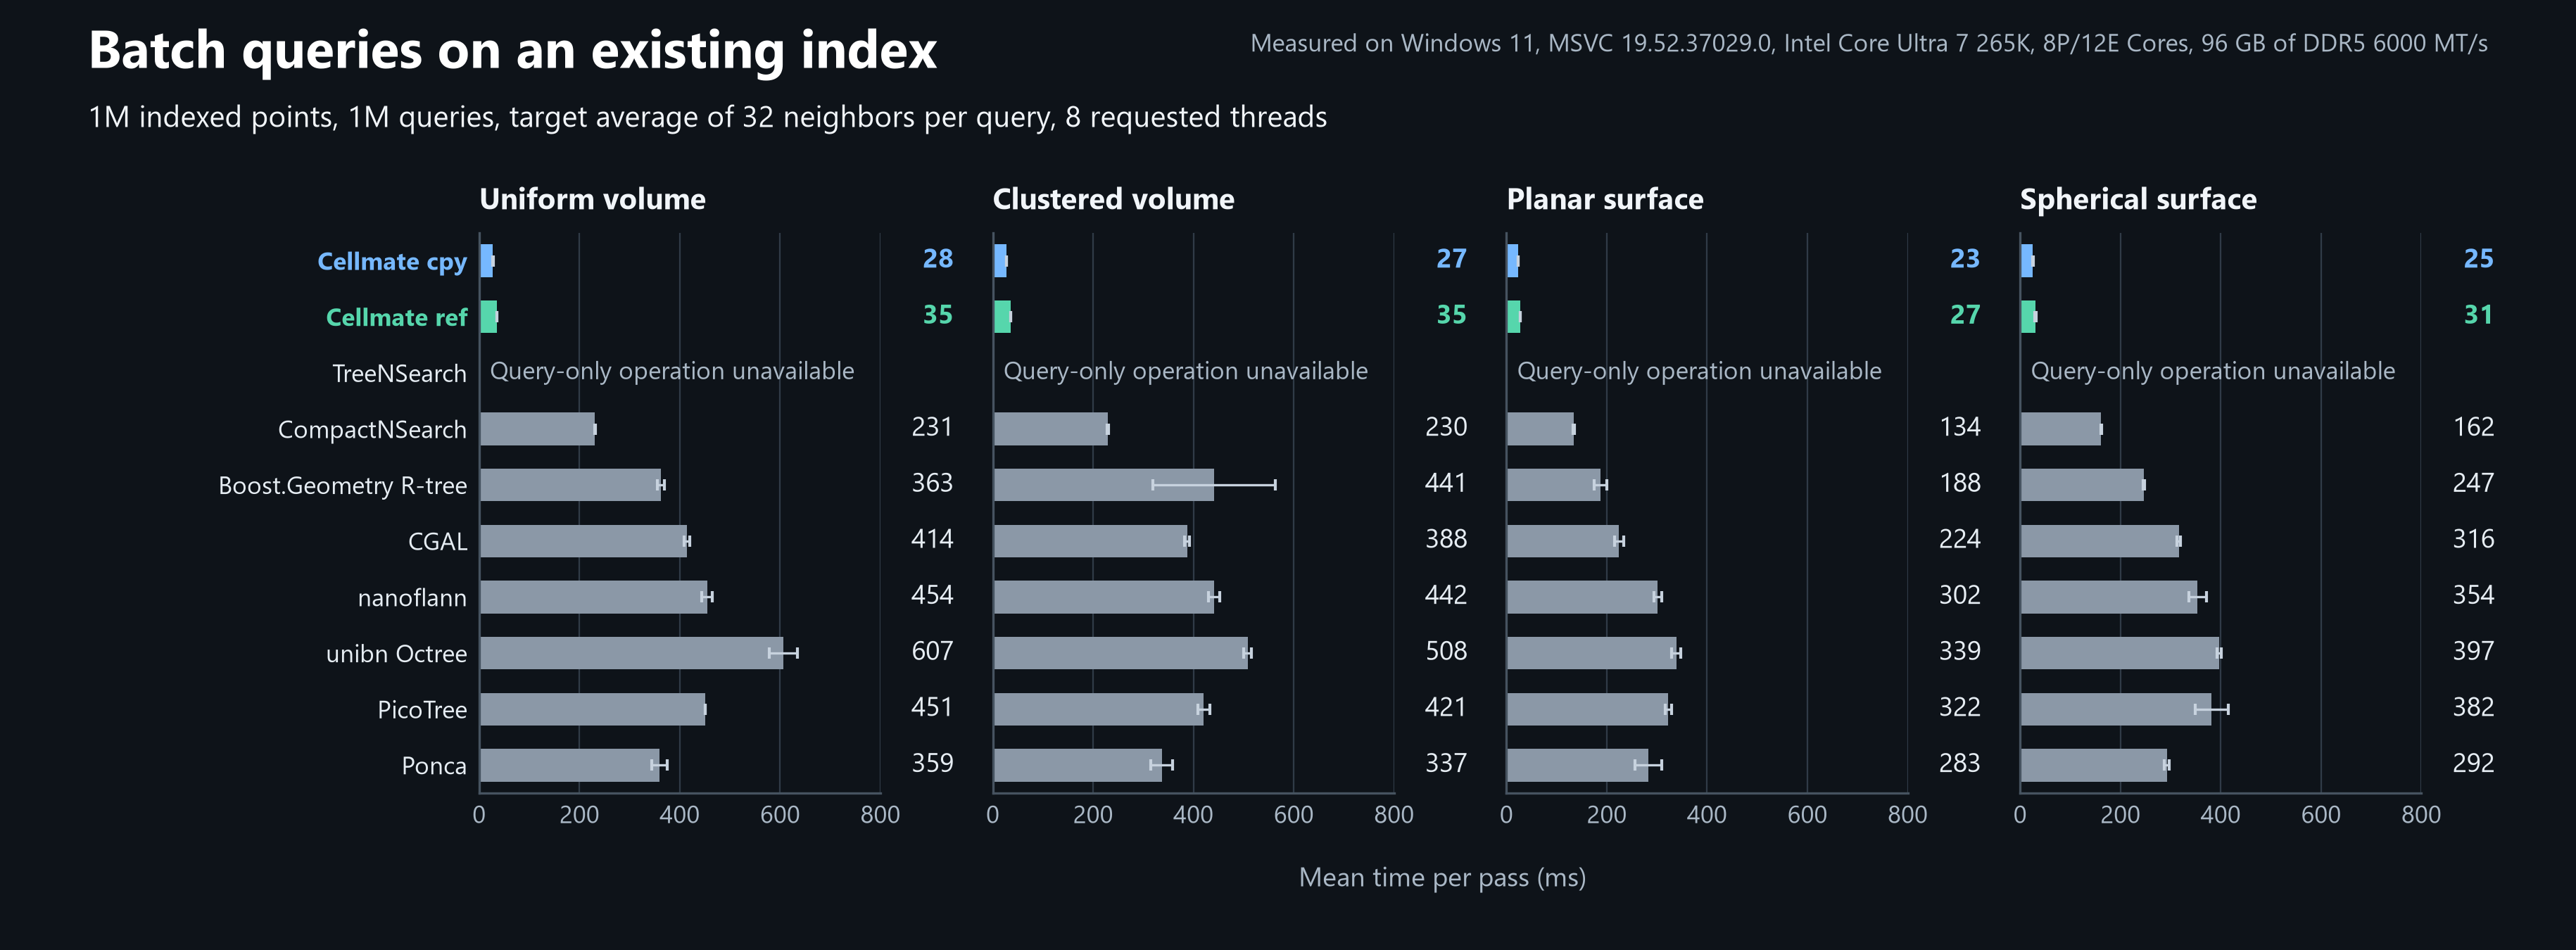 Batch queries on an existing index
Measured on Windows 11, MSVC 19.52.37029.0, Intel Core Ultra 7 265K, 8P/12E Cores, 96 GB of DDR5 6000 MT/s
1M indexed points, 1M queries, target average of 32 neighbors per query, 8 requested threads
Uniform volume Clustered volume Planar surface Spherical surface
Cellmate cpy 28 27 23 25
Cellmate ref 35 35 27 31
TreeNSearch Query-only operation unavailable Query-only operation unavailable Query-only operation unavailable Query-only operation unavailable
CompactNSearch 231 230 134 162
Boost.Geometry R-tree 363 441 188 247
CGAL 414 388 224 316
nanoflann 454 442 302 354
unibn Octree 607 508 339 397
PicoTree 451 421 322 382
Ponca 359 337 283 292
0 200 400 600 800 0 200 400 600 800 0 200 400 600 800 0 200 400 600 800
Mean time per pass (ms)